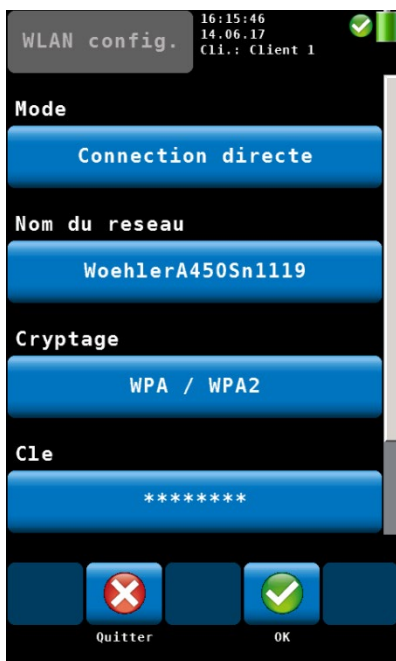 WLAN config.
16:15:46
14.06.17
Cli.: Client 1
Mode
Connection directe
Nom du reseau
WoehlerA450Sn1119
Cryptage
WPA / WPA2
Cle
********
Quitter
OK